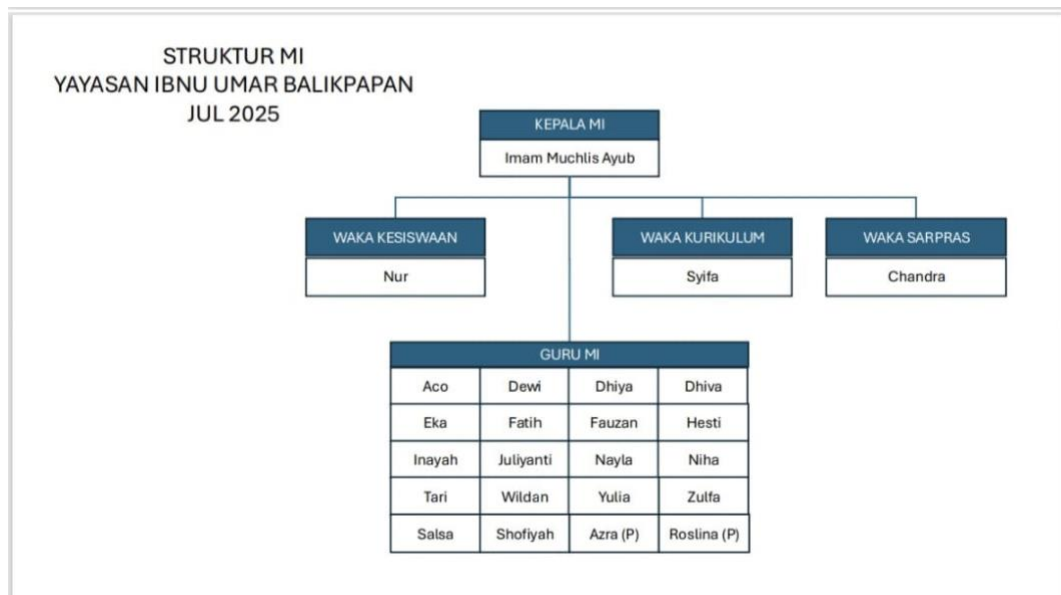 STRUKTUR MI
YAYASAN IBNU UMAR BALIKPAPAN
JUL 2025
KEPALA MI
Imam Muchlis Ayub
WAKA KESISWAAN
Nur
WAKA KURIKULUM
Syifa
WAKA SARPRAS
Chandra
GURU MI
Aco Dewi Dhiya Dhiva
Eka Fatih Fauzan Hesti
Inayah Juliyanti Nayla Niha
Tari Wildan Yulia Zulfa
Salsa Shofiyah Azra (P) Roslina (P)